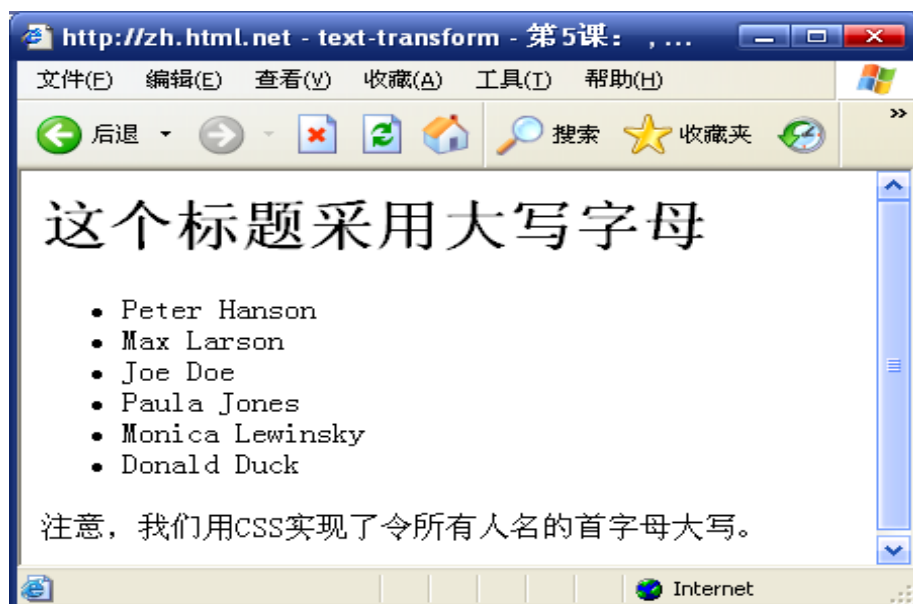 http://zh.html.net - text-transform - 第5课： , ...
文件(F) 编辑(E) 查看(V) 收藏(A) 工具(T) 帮助(H)
后退 搜索 收藏夹 »
这个标题采用大写字母
• Peter Hanson
• Max Larson
• Joe Doe
• Paula Jones
• Monica Lewinsky
• Donald Duck
注意，我们用CSS实现了令所有人名的首字母大写。
Internet